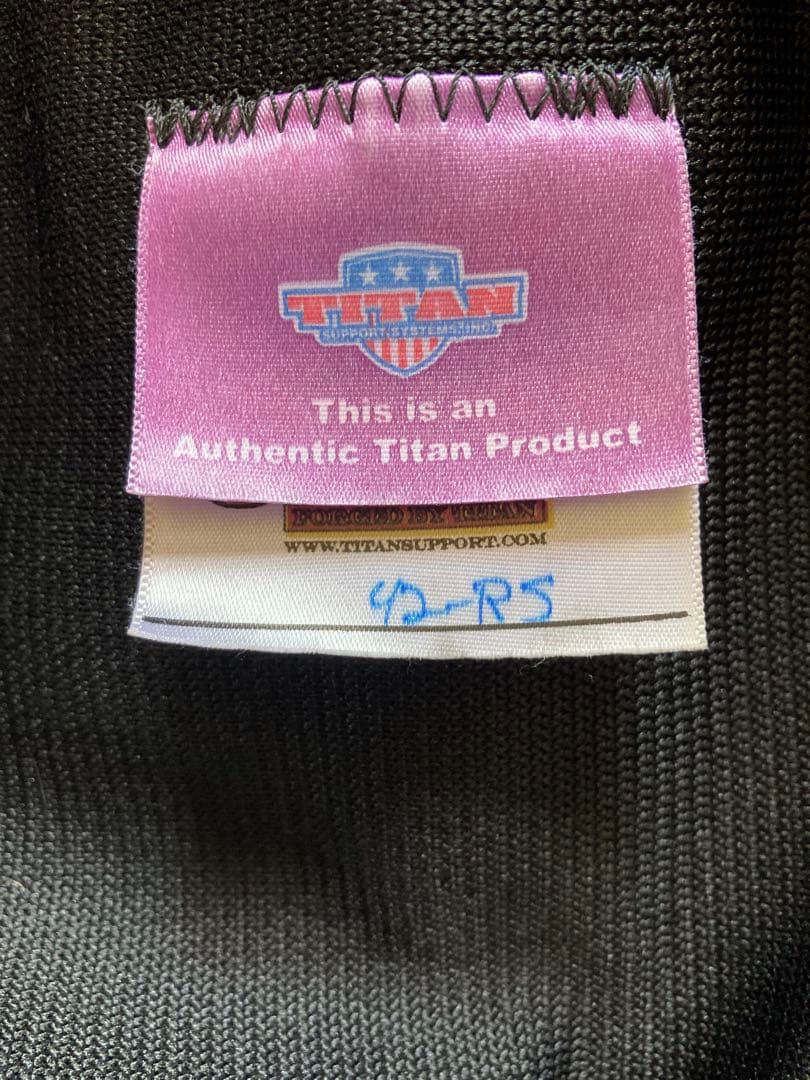 TITAN
SUPPORT SYSTEMS INC.
This is an
Authentic Titan Product
FORGED BY TITAN
WWW.TITANSUPPORT.COM
42-RS